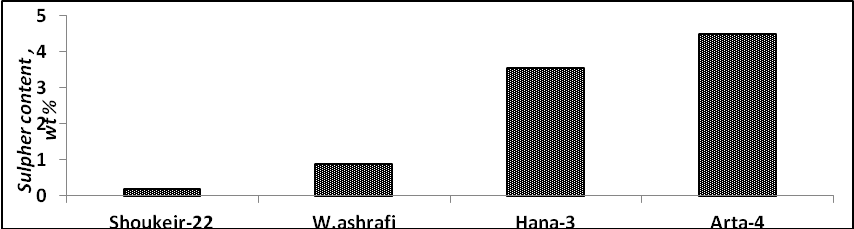 Sulpher content ,
wt%
5
4
3
2
1
0
Shoukeir-22 W.ashrafi Hana-3 Arta-4